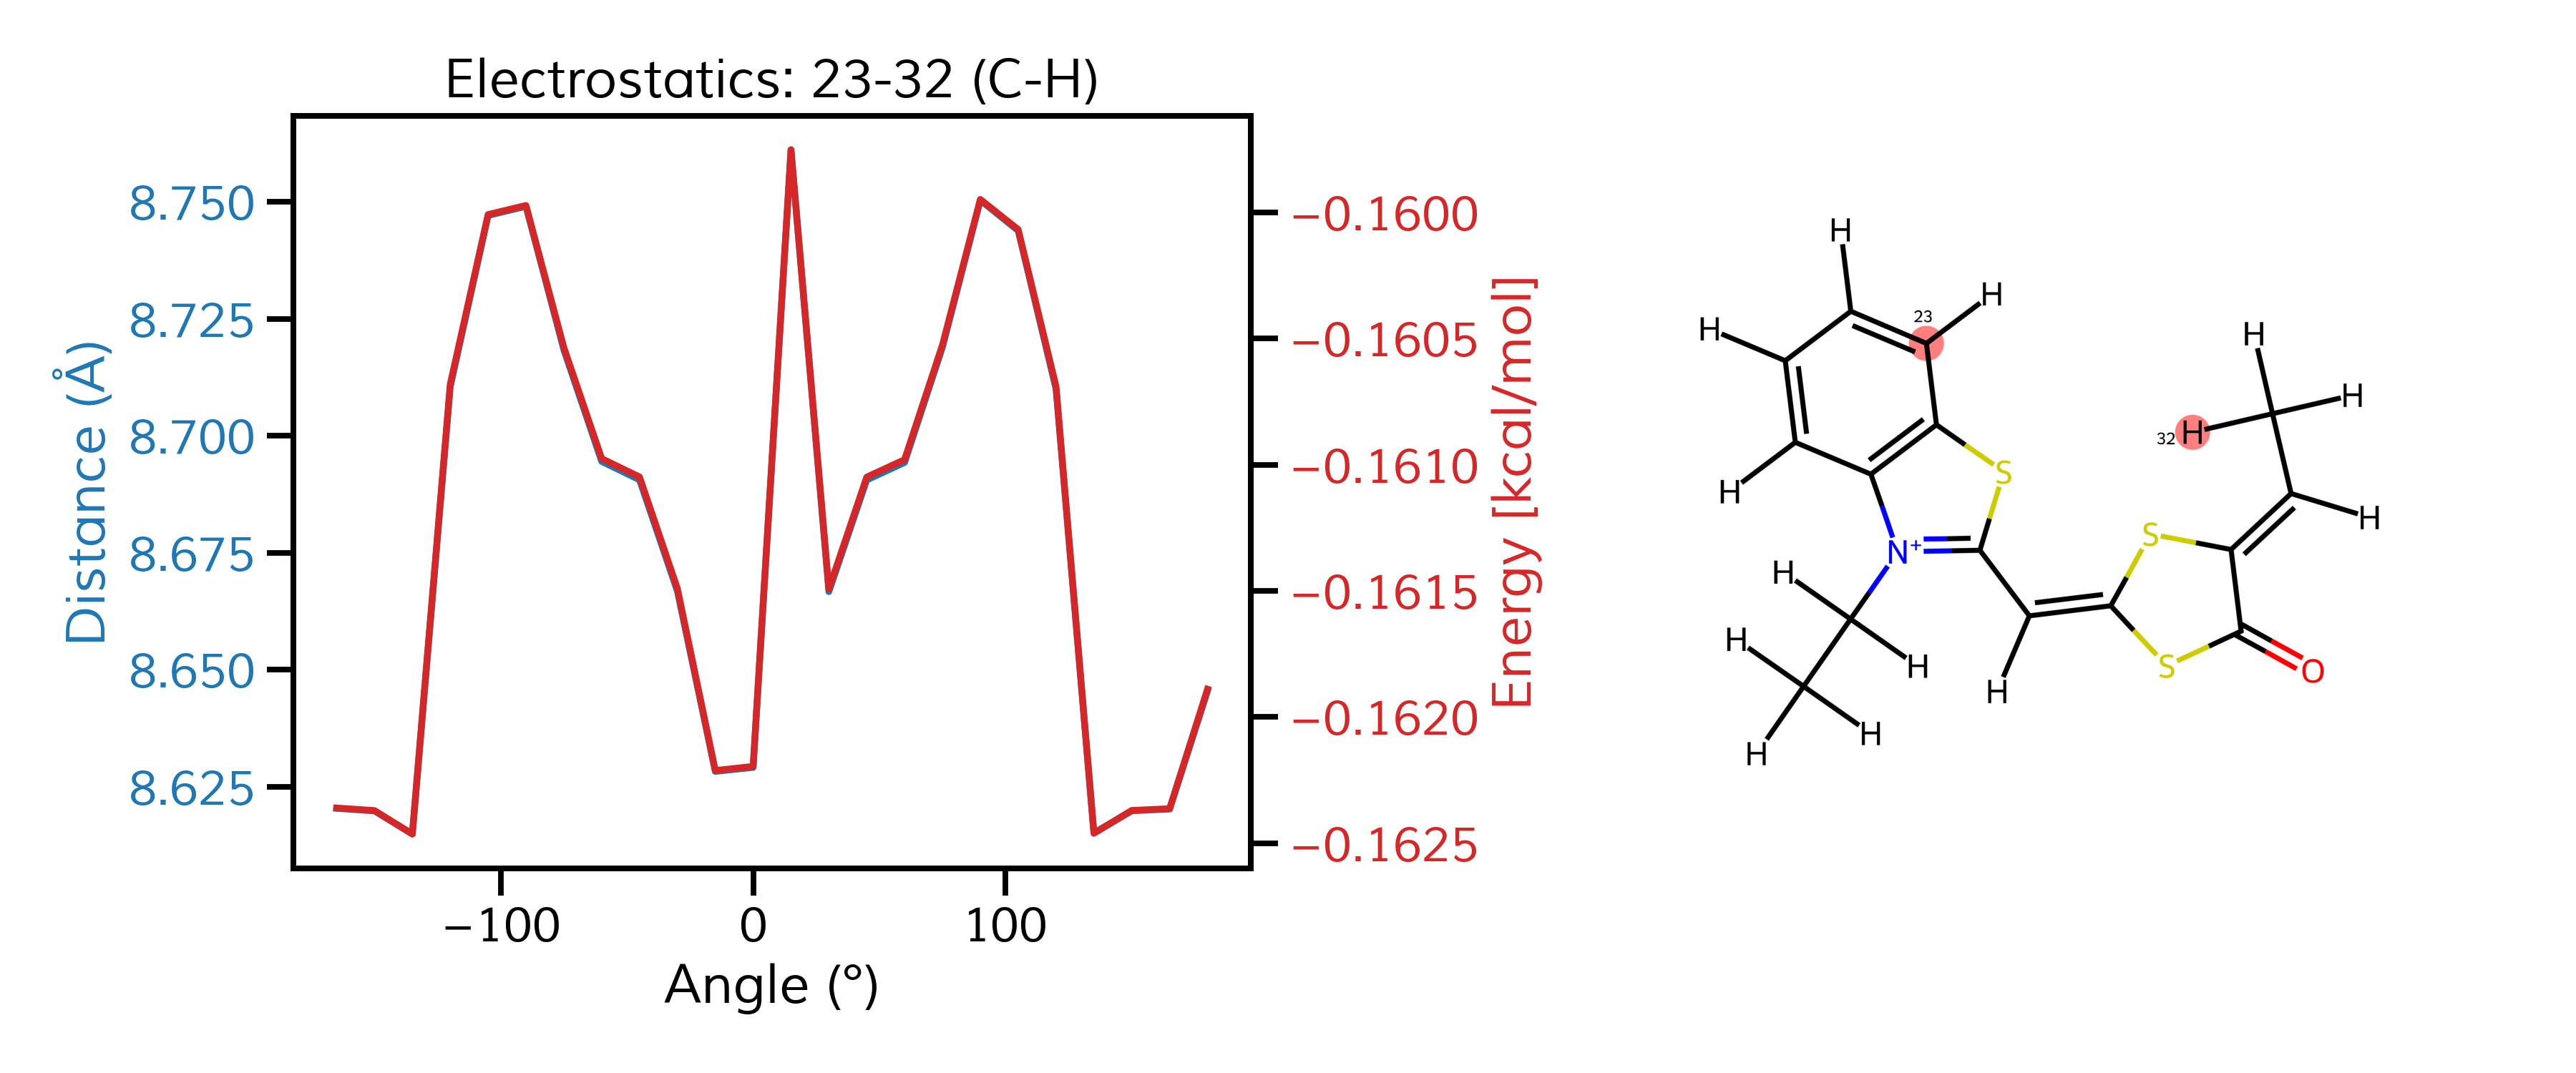 Electrostatics: 23-32 (C-H)
Distance (Å)
8.750
8.725
8.700
8.675
8.650
8.625
−0.1600
−0.1605
−0.1610
−0.1615
−0.1620
−0.1625
Energy [kcal/mol]
−100
0
100
Angle (°)
H
H
H
23
H
H
H
32 H
S
H
H
S
N+
H
H
H
S
O
H
H
H
H